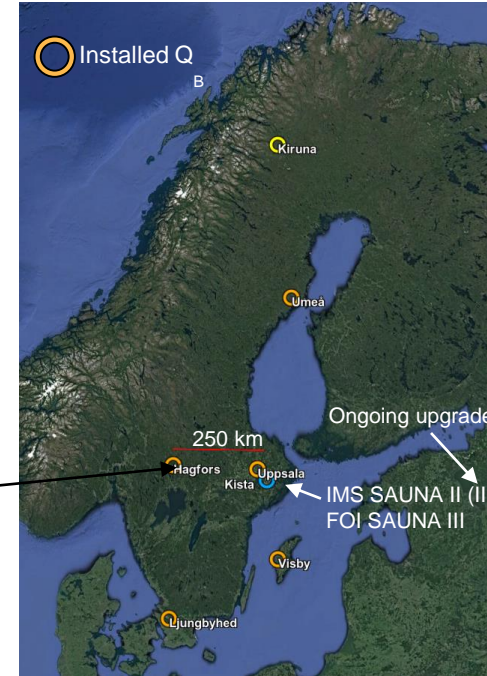 Installed Q
B
Kiruna
Umeå
Ongoing upgrade
250 km
Hagfors
Uppsala
Kista
IMS SAUNA II (II
FOI SAUNA III
Visby
Ljungbyhed